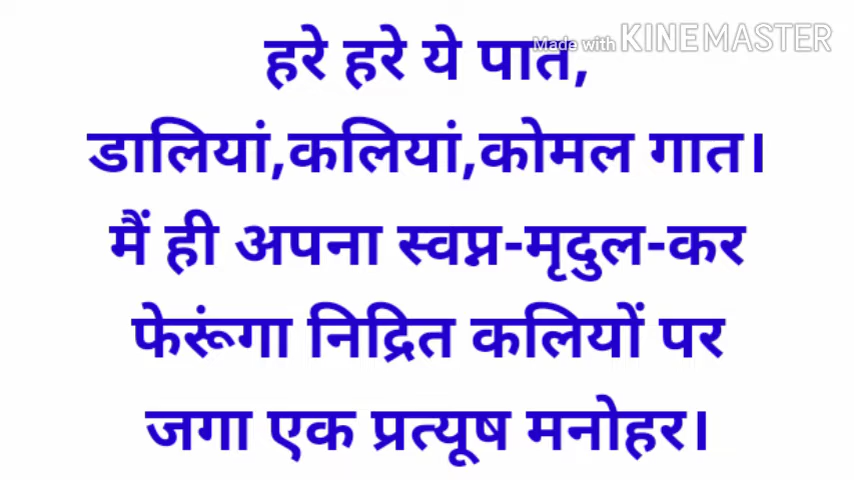 Made with KINEMASTER
हरे हरे ये पात,
डालियां,कलियां,कोमल गात।
मैं ही अपना स्वप्न-मृदुल-कर
फेरूंगा निद्रित कलियों पर
जगा एक प्रत्यूष मनोहर।